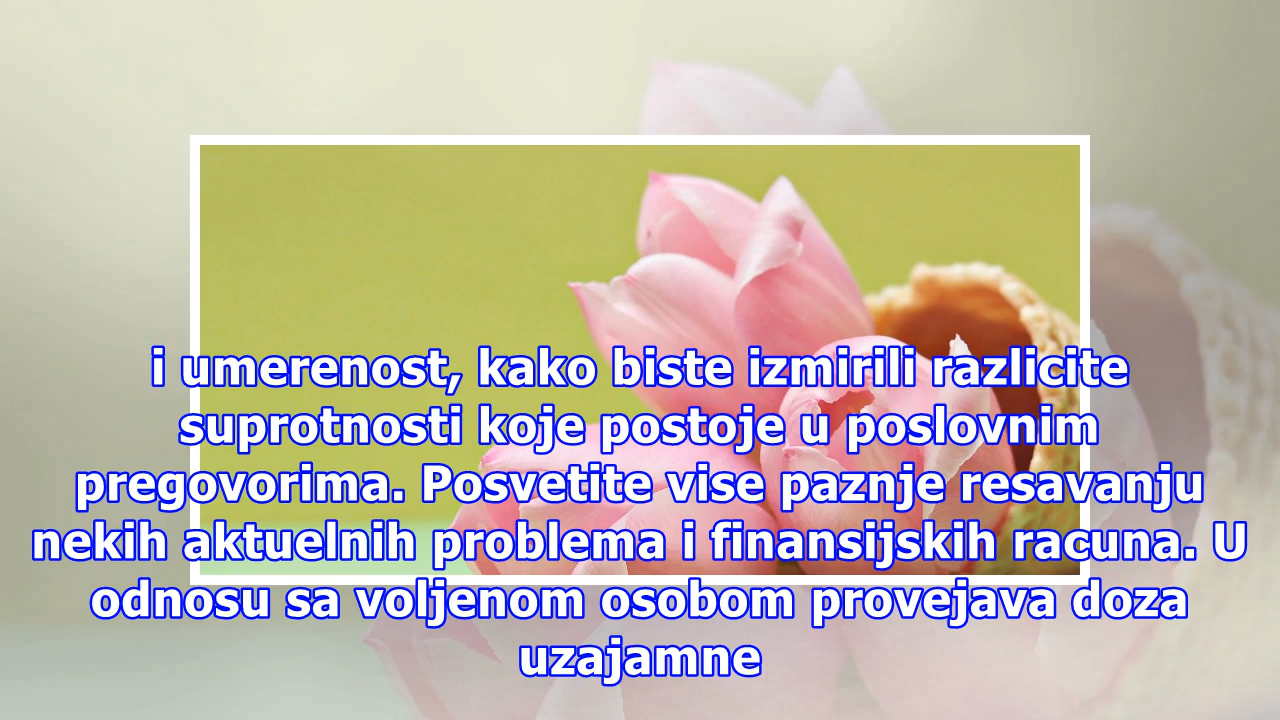 i umerenost, kako biste izmirili razlicite
suprotnosti koje postoje u poslovnim
pregovorima. Posvetite vise paznje resavanju
nekih aktuelnih problema i finansijskih racuna. U
odnosu sa voljenom osobom provejava doza
uzajamne